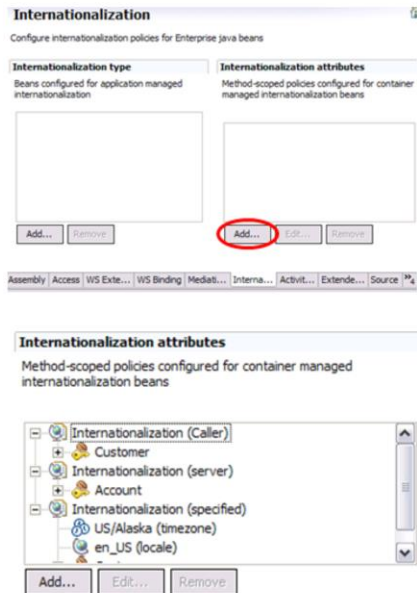 Internationalization
Configure internationalization policies for Enterprise java beans
Internationalization type
Beans configured for application managed
internationalization
Add...
Remove
Internationalization attributes
Method-scoped policies configured for container
managed internationalization beans
Add...
Edit...
Remove
Assembly Access WS Exte... WS Binding Mediati... Interna... Activit... Extende... Source »4
Internationalization attributes
Method-scoped policies configured for container managed
internationalization beans
Internationalization (Caller)
Customer
Internationalization (server)
Account
Internationalization (specified)
US/Alaska (timezone)
en_US (locale)
Add...
Edit...
Remove